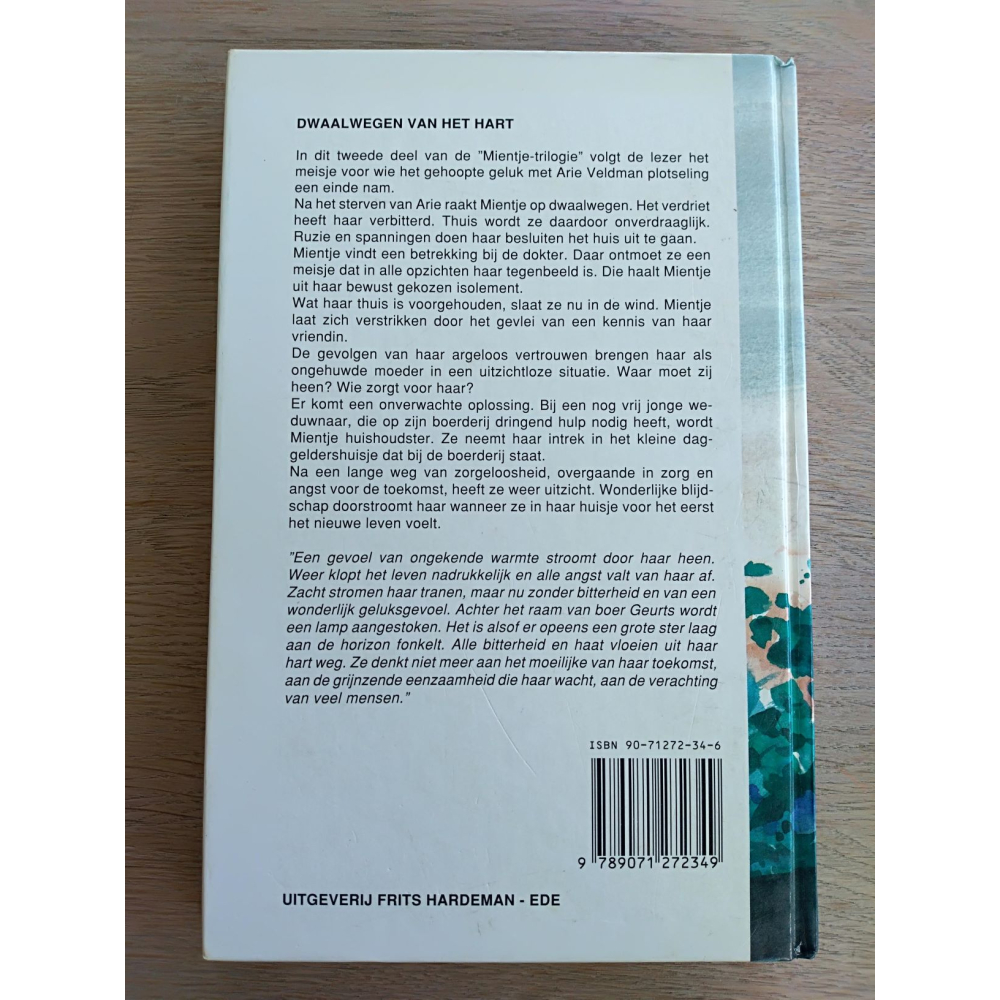 DWAALWEGEN VAN HET HART
In dit tweede deel van de "Mientje-trilogie" volgt de lezer het
meisje voor wie het gehoopte geluk met Arie Veldman plotseling
een einde nam.
Na het sterven van Arie raakt Mientje op dwaalwegen. Het verdriet
heeft haar verbitterd. Thuis wordt ze daardoor onverdraaglijk.
Ruzie en spanningen doen haar besluiten het huis uit te gaan.
Mientje vindt een betrekking bij de dokter. Daar ontmoet ze een
meisje dat in alle opzichten haar tegenbeeld is. Die haalt Mientje
uit haar bewust gekozen isolement.
Wat haar thuis is voorgehouden, slaat ze nu in de wind. Mientje
laat zich verstrikken door het gevlei van een kennis van haar
vriendin.
De gevolgen van haar argeloos vertrouwen brengen haar als
ongehuwde moeder in een uitzichtloze situatie. Waar moet zij
heen? Wie zorgt voor haar?
Er komt een onverwachte oplossing. Bij een nog vrij jonge we-
duwnaar, die op zijn boerderij dringend hulp nodig heeft, wordt
Mientje huishoudster. Ze neemt haar intrek in het kleine dag-
geldershuisje dat bij de boerderij staat.
Na een lange weg van zorgeloosheid, overgaande in zorg en
angst voor de toekomst, heeft ze weer uitzicht. Wonderlijke blijd-
schap doorstroomt haar wanneer ze in haar huisje voor het eerst
het nieuwe leven voelt.
"Een gevoel van ongekende warmte stroomt door haar heen.
Weer klopt het leven nadrukkelijk en alle angst valt van haar af.
Zacht stromen haar tranen, maar nu zonder bitterheid en van een
wonderlijk geluksgevoel. Achter het raam van boer Geurts wordt
een lamp aangestoken. Het is alsof er opeens een grote ster laag
aan de horizon fonkelt. Alle bitterheid en haat vloeien uit haar
hart weg. Ze denkt niet meer aan het moeilijke van haar toekomst,
aan de grijnzende eenzaamheid die haar wacht, aan de verachting
van veel mensen."
ISBN 90-71272-34-6
9 789071 272349
UITGEVERIJ FRITS HARDEMAN - EDE